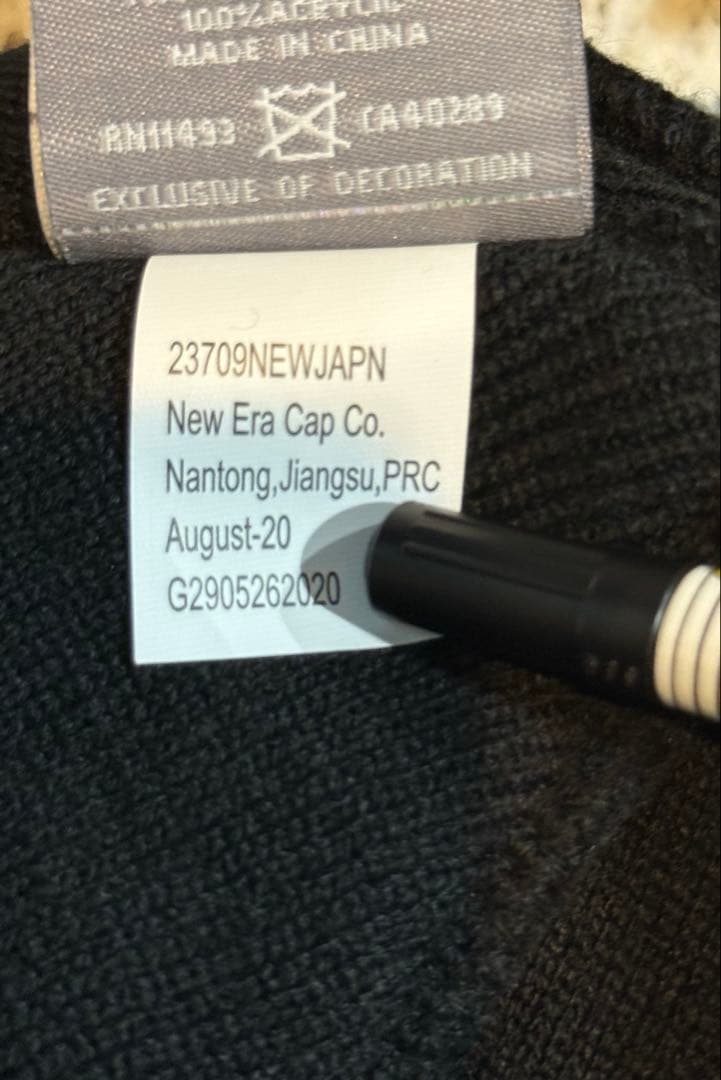 100% ACRYLIC
MADE IN CHINA
RN11493 CA40289
EXCLUSIVE OF DECORATION
23709NEWJAPN
New Era Cap Co.
Nantong,Jiangsu,PRC
August-20
G2905262020